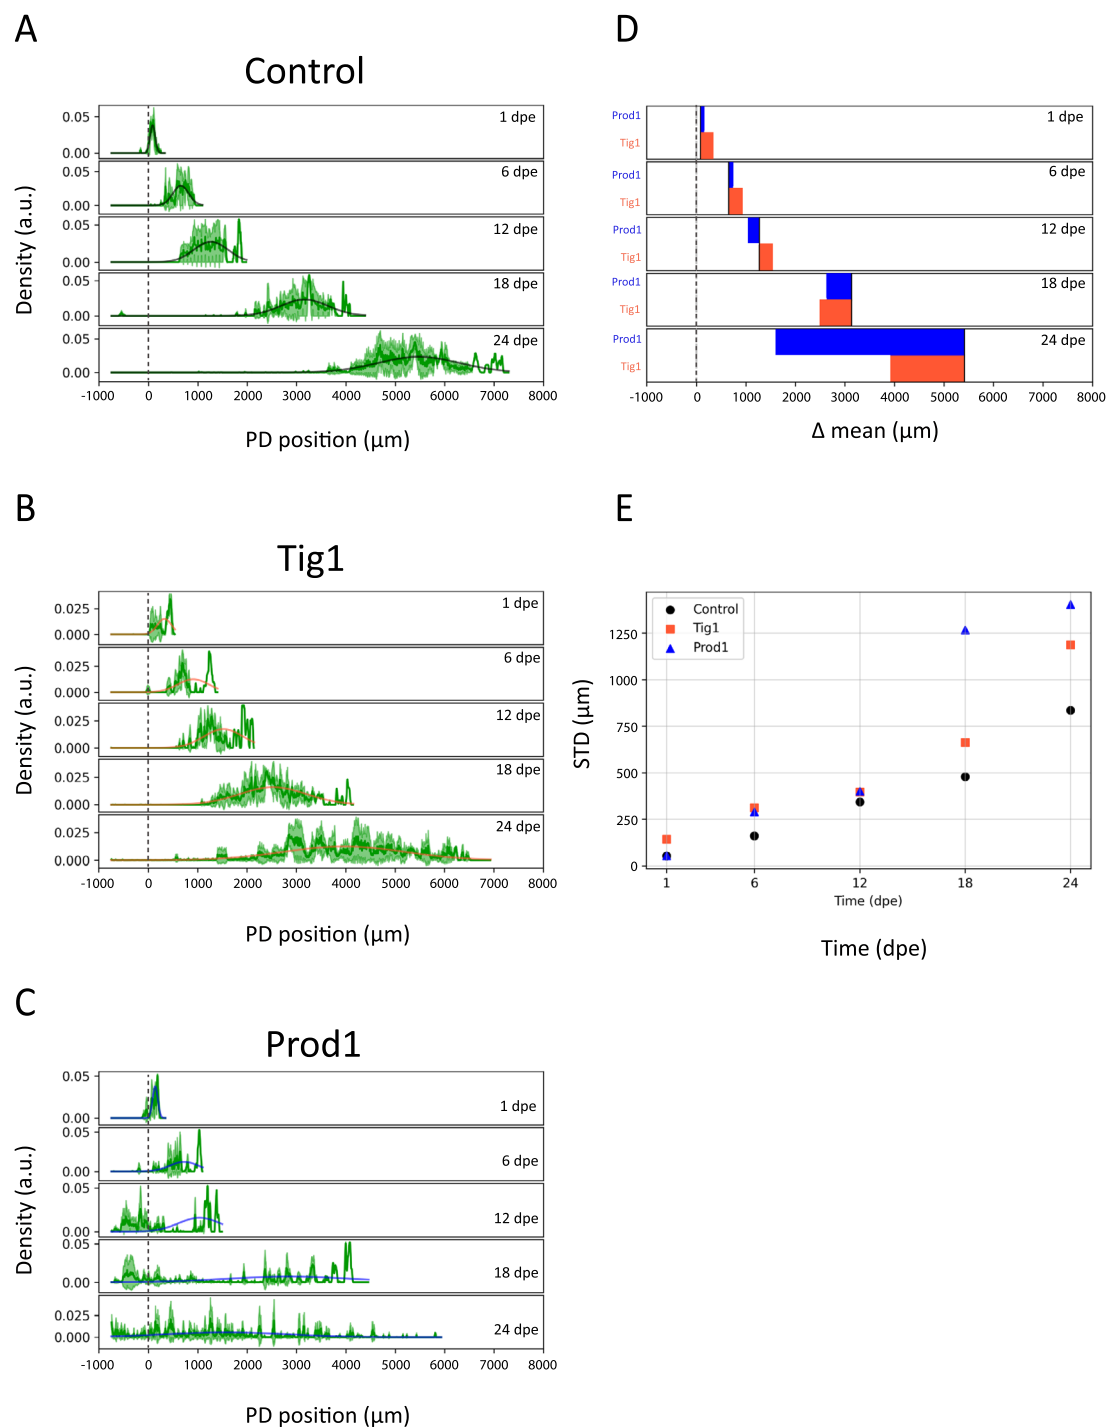 A
Control
Density (a.u.)
0.05
0.00
1 dpe
0.05
0.00
6 dpe
0.05
0.00
12 dpe
0.05
0.00
18 dpe
0.05
0.00
24 dpe
-1000 0 1000 2000 3000 4000 5000 6000 7000 8000
PD position (µm)
B
Tig1
Density (a.u.)
0.025
0.000
1 dpe
0.025
0.000
6 dpe
0.025
0.000
12 dpe
0.025
0.000
18 dpe
0.025
0.000
24 dpe
-1000 0 1000 2000 3000 4000 5000 6000 7000 8000
PD position (µm)
C
Prod1
Density (a.u.)
0.05
0.00
1 dpe
0.05
0.00
6 dpe
0.05
0.00
12 dpe
0.05
0.00
18 dpe
0.025
0.000
24 dpe
-1000 0 1000 2000 3000 4000 5000 6000 7000 8000
PD position (µm)
D
Prod1
Tig1
1 dpe
Prod1
Tig1
6 dpe
Prod1
Tig1
12 dpe
Prod1
Tig1
18 dpe
Prod1
Tig1
24 dpe
-1000 0 1000 2000 3000 4000 5000 6000 7000 8000
Δ mean (µm)
E
STD (µm)
Control
Tig1
Prod1
1250
1000
750
500
250
0
1 6 12 18 24
Time (dpe)
Time (dpe)